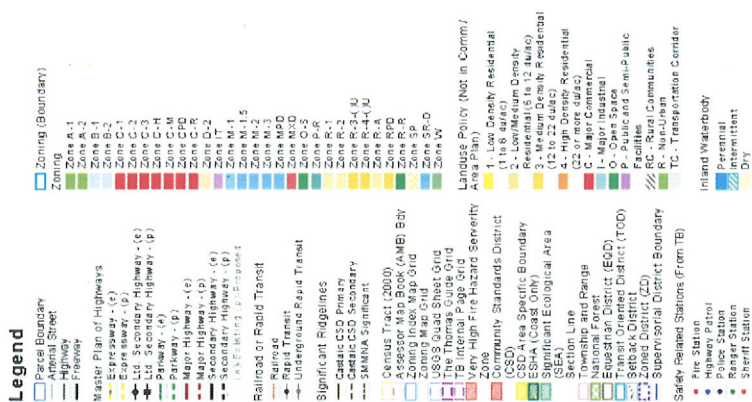 Legend
Parcel Boundary
Arterial Street
Highway
Freeway
Master Plan of Highways
Expressway - (e)
Expressway - (p)
Ltd. Secondary Highway - (e)
Ltd Secondary Highway - (p)
Parkway - (e)
Parkway - (p)
Major Highway - (e)
Major Highway - (p)
Secondary Highway - (e)
Secondary Highway - (p)
Proposed
Railroad or Rapid Transit
Railroad
Rapid Transit
Underground Rapid Transit
Significant Ridgelines
Castaic CSD Primary
Castaic CSD Secondary
SMMNA Significant
Census Tract (2000)
Assessor Map Book (AMB) Bdy
Zoning Index Map Grid
Zoning Map Grid
USGS Quad Sheet Grid
The Thomas Guide Grid
TB Internal Page Grid
Very High Fire Hazard Serverity
Zone
Community Standards District
(CSD)
CSD Area Specific Boundary
ESHA (Coast Only)
Significant Ecological Area
(SEA)
Section Line
Township and Range
National Forest
Equestrian District (EQD)
Transit Oriented District (TOD)
Setback District
Zoned District (ZD)
Supervisorial District Boundary
Safety Related Stations (From TB)
Fire Station
Highway Patrol
Police Station
Ranger Station
Sheriff Station
Zoning (Boundary)
Zoning
Zone A-1
Zone A-2
Zone B-1
Zone B-2
Zone C-1
Zone C-2
Zone C-3
Zone C-H
Zone C-M
Zone CPD
Zone C-R
Zone D-2
Zone IT
Zone M-1
Zone M-1.5
Zone M-2
Zone M-3
Zone MPD
Zone MXD
Zone O-S
Zone P-R
Zone R-1
Zone R-2
Zone R-3-()U
Zone R-4-()U
Zone R-A
Zone RPD
Zone R-R
Zone SP
Zone SR-D
Zone W
Landuse Policy (Not in Comm /
Area Plan)
1 - Low Density Residential
(1 to 6 du/ac)
2 - Low/Medium Density
Residential (6 to 12 du/ac)
3 - Medium Density Residential
(12 to 22 du/ac)
4 - High Density Residential
(22 or more du/ac)
C - Major Commercial
I - Major Industrial
O - Open Space
P - Public and Semi-Public
Facilities
RC - Rural Communities
R - Non-Urban
TC - Transportation Corridor
Inland Waterbody
Perennial
Intermittent
Dry